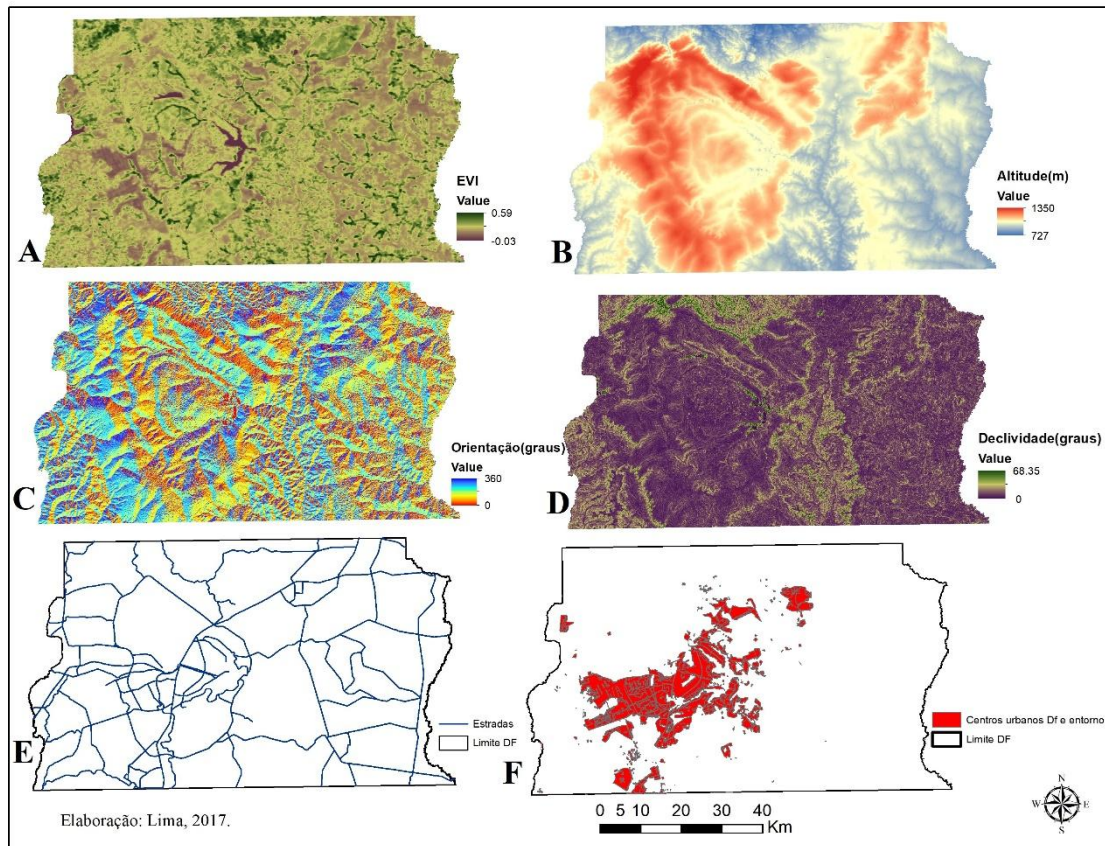 EVI
Value
0.59
-0.03
A
Altitude(m)
Value
1350
727
B
Orientação(graus)
Value
360
0
C
Declividade(graus)
Value
68.35
0
D
Estradas
Limite DF
E
Centros urbanos Df e entorno
Limite DF
F
Elaboração: Lima, 2017.
0 5 10 20 30 40
Km
N
W E
S